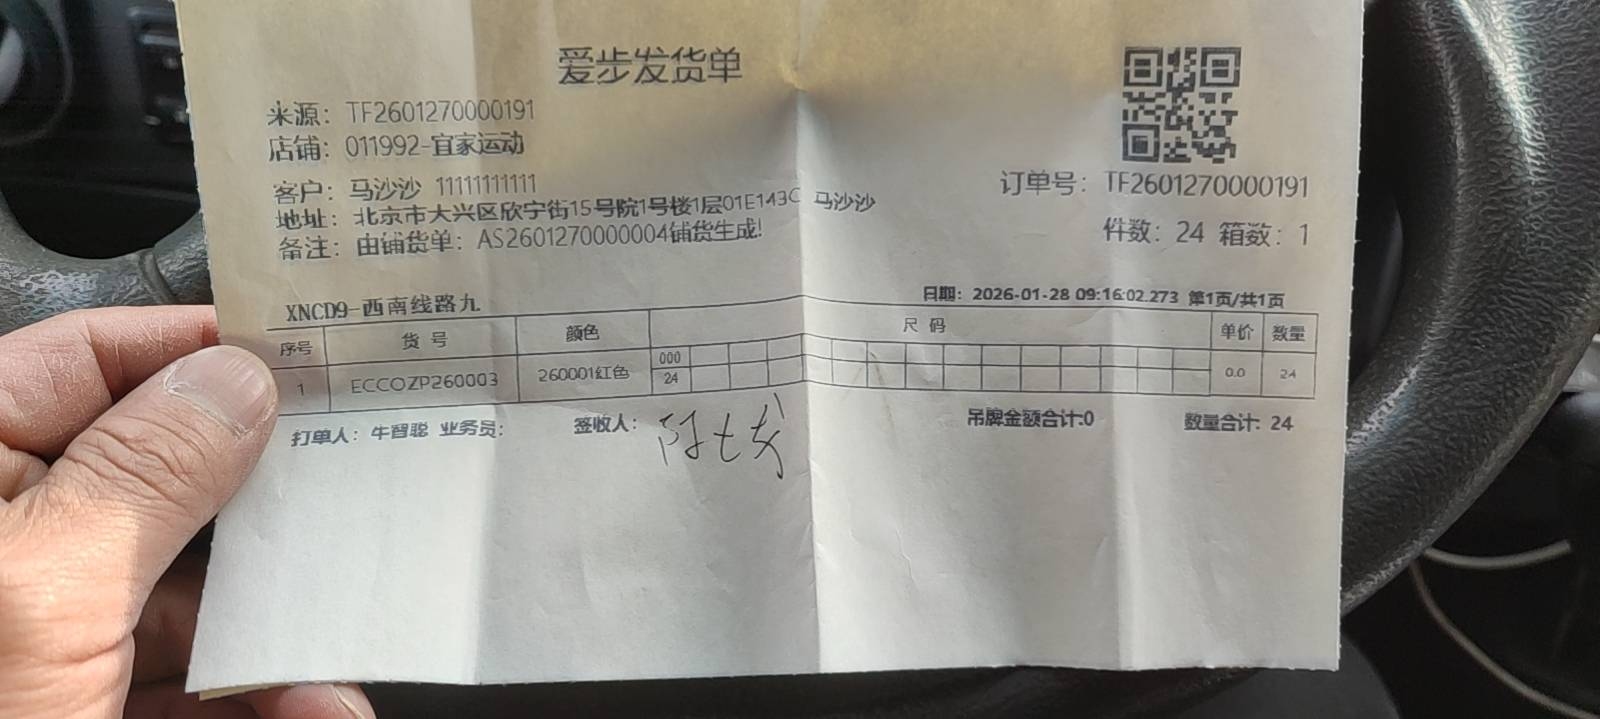 爱步发货单
来源：TF2601270000191
店铺：011992-宜家运动
客户：马沙沙 11111111111
订单号：TF2601270000191
地址：北京市大兴区欣宁街15号院1号楼1层01E143C 马沙沙
备注：由铺货单：AS2601270000004铺货生成!
件数：24 箱数：1
XNCD9-西南线路九
日期：2026-01-28 09:16:02.273 第1页/共1页
序号 货号 颜色 尺码 单价 数量
000
1 ECCOZP260003 260001红色 24 0.0 24
打单人：牛智聪 业务员： 签收人： 吊牌金额合计:0 数量合计: 24